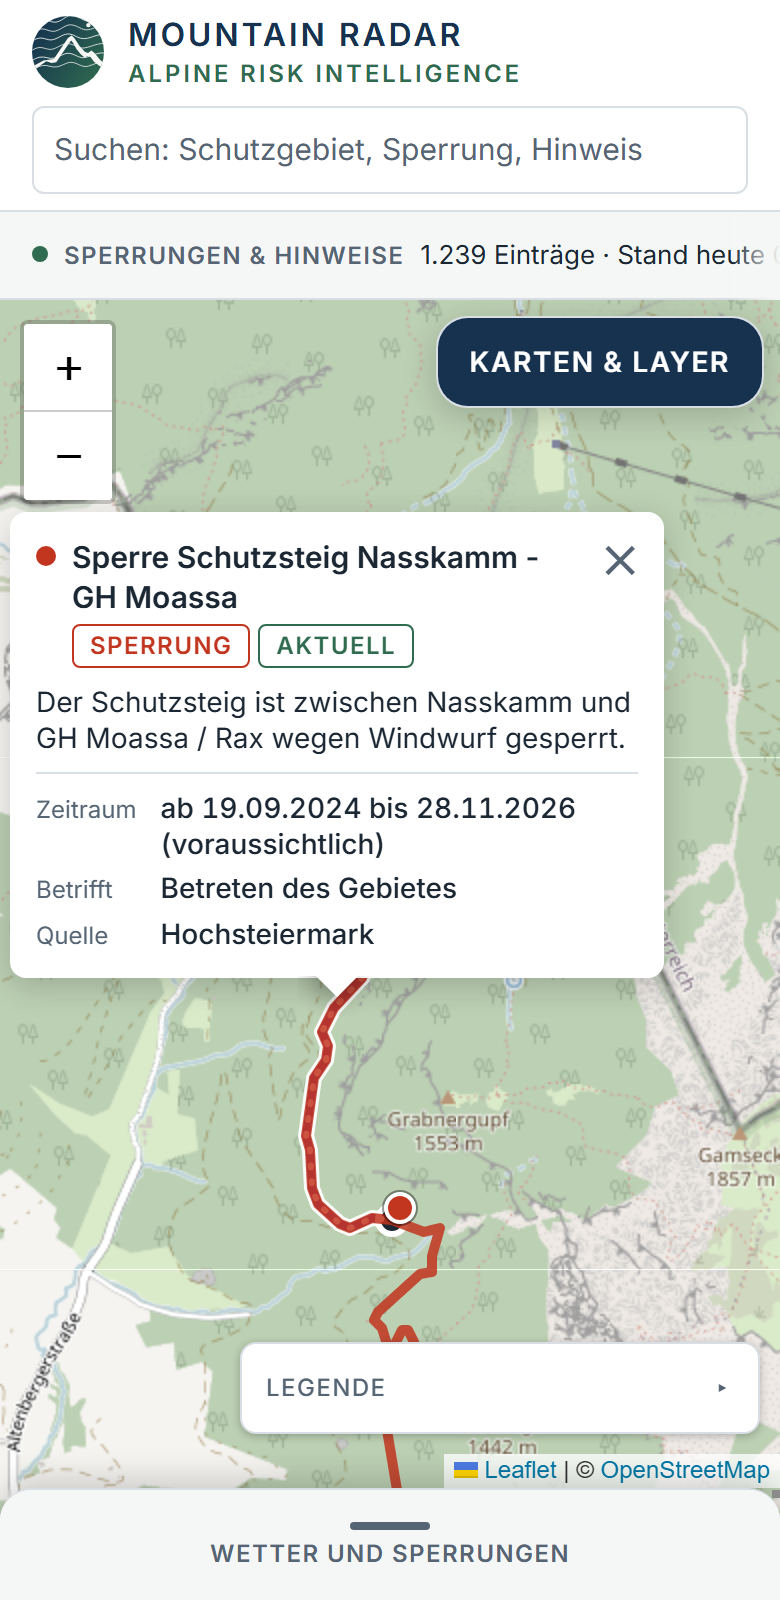 MOUNTAIN RADAR
ALPINE RISK INTELLIGENCE
Suchen: Schutzgebiet, Sperrung, Hinweis
SPERRUNGEN & HINWEISE 1.239 Einträge · Stand heute
+
KARTEN & LAYER
−
Sperre Schutzsteig Nasskamm -
GH Moassa
SPERRUNG AKTUELL
Der Schutzsteig ist zwischen Nasskamm und
GH Moassa / Rax wegen Windwurf gesperrt.
Zeitraum ab 19.09.2024 bis 28.11.2026
(voraussichtlich)
Betrifft Betreten des Gebietes
Quelle Hochsteiermark
Grabnergupf
1553 m
Gamseck
1857 m
Altenbergerstraße
LEGENDE
1442 m
Leaflet | © OpenStreetMap
WETTER UND SPERRUNGEN